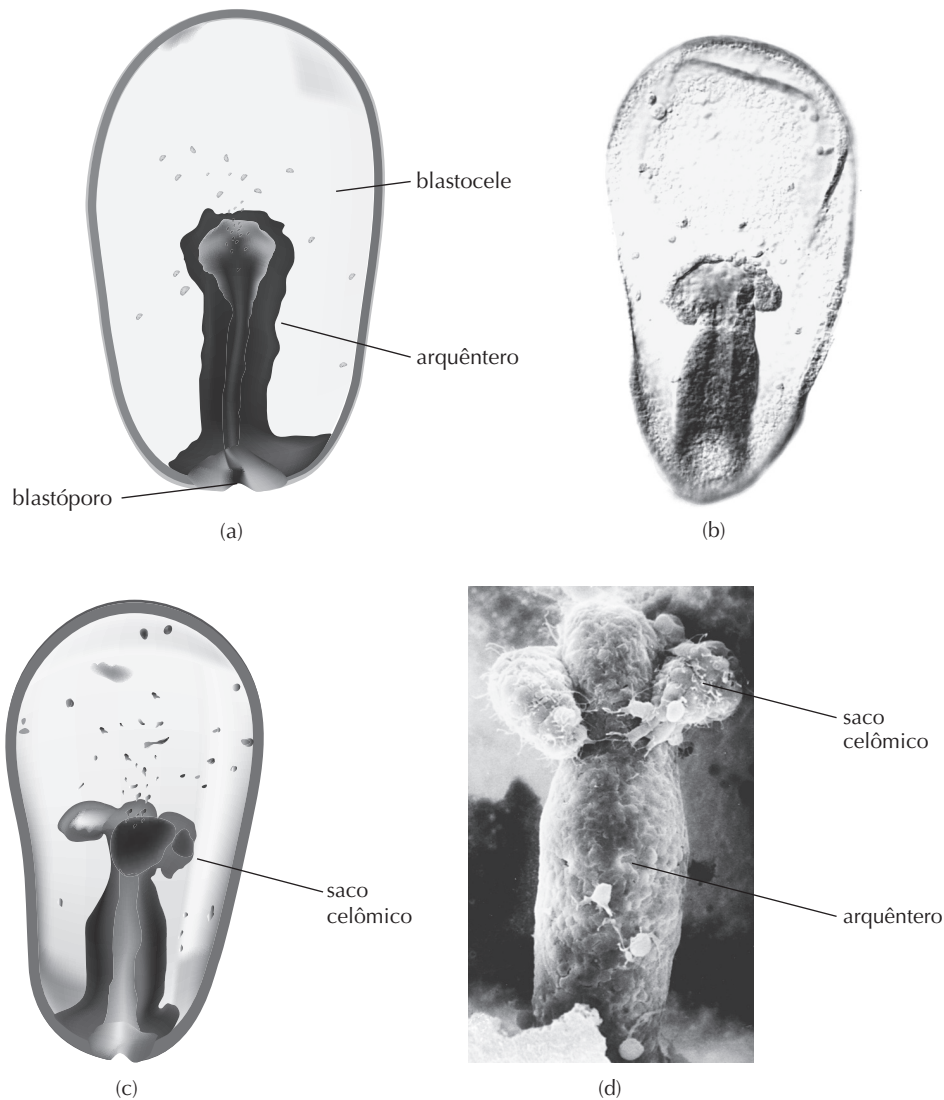 blastocele
arquêntero
blastóporo
(a)
(b)
saco
celômico
(c)
saco
celômico
arquêntero
(d)